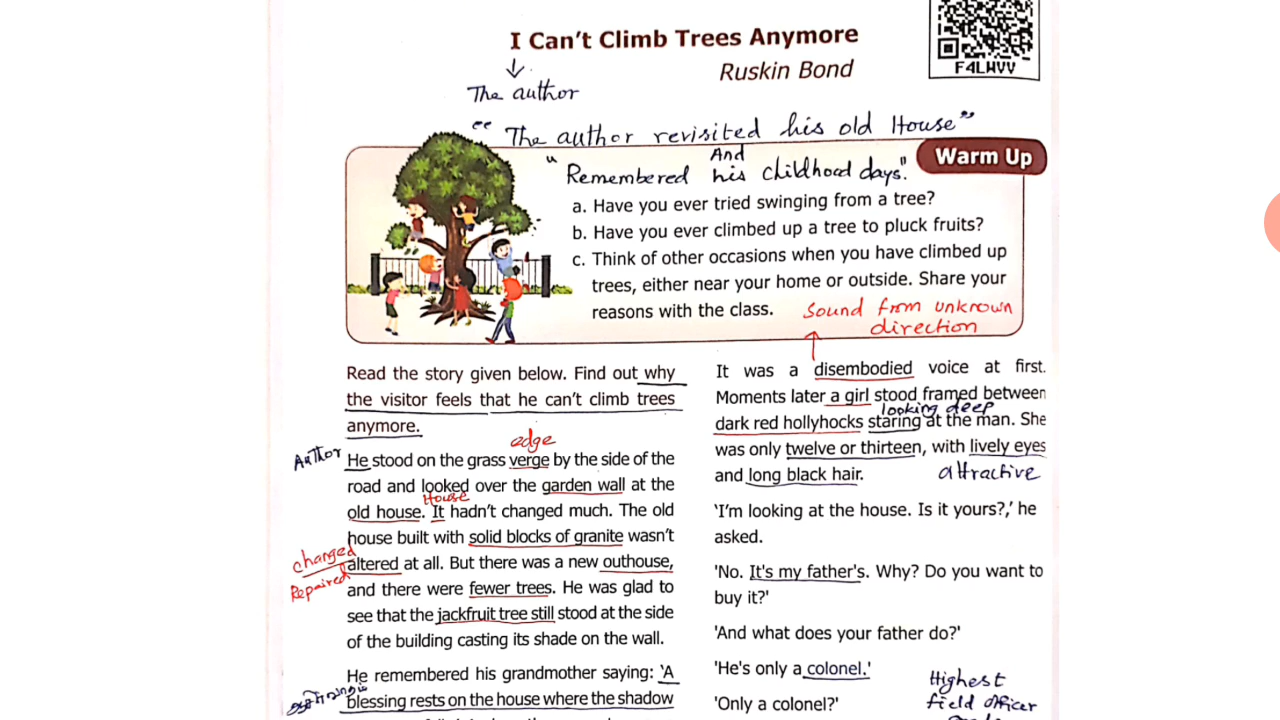 I Can't Climb Trees Anymore
Ruskin Bond
F4LHVV
The author
"The author revisited his old House"
And
"Remembered his childhood days".
Warm Up
a. Have you ever tried swinging from a tree?
b. Have you ever climbed up a tree to pluck fruits?
c. Think of other occasions when you have climbed up
trees, either near your home or outside. Share your
reasons with the class.
Sound from unknown
direction
Read the story given below. Find out why
the visitor feels that he can't climb trees
anymore.
edge
Author
He stood on the grass verge by the side of the
road and looked over the garden wall at the
House
old house. It hadn't changed much. The old
house built with solid blocks of granite wasn't
changed
altered at all. But there was a new outhouse,
Repaired
and there were fewer trees. He was glad to
see that the jackfruit tree still stood at the side
of the building casting its shade on the wall.
He remembered his grandmother saying: 'A
blessing rests on the house where the shadow
It was a disembodied voice at first.
Moments later a girl stood framed between
looking deep
dark red hollyhocks staring at the man. She
was only twelve or thirteen, with lively eyes
and long black hair.
attractive
'I'm looking at the house. Is it yours?,' he
asked.
'No. It's my father's. Why? Do you want to
buy it?'
'And what does your father do?'
'He's only a colonel.'
Highest
'Only a colonel?'
field officer